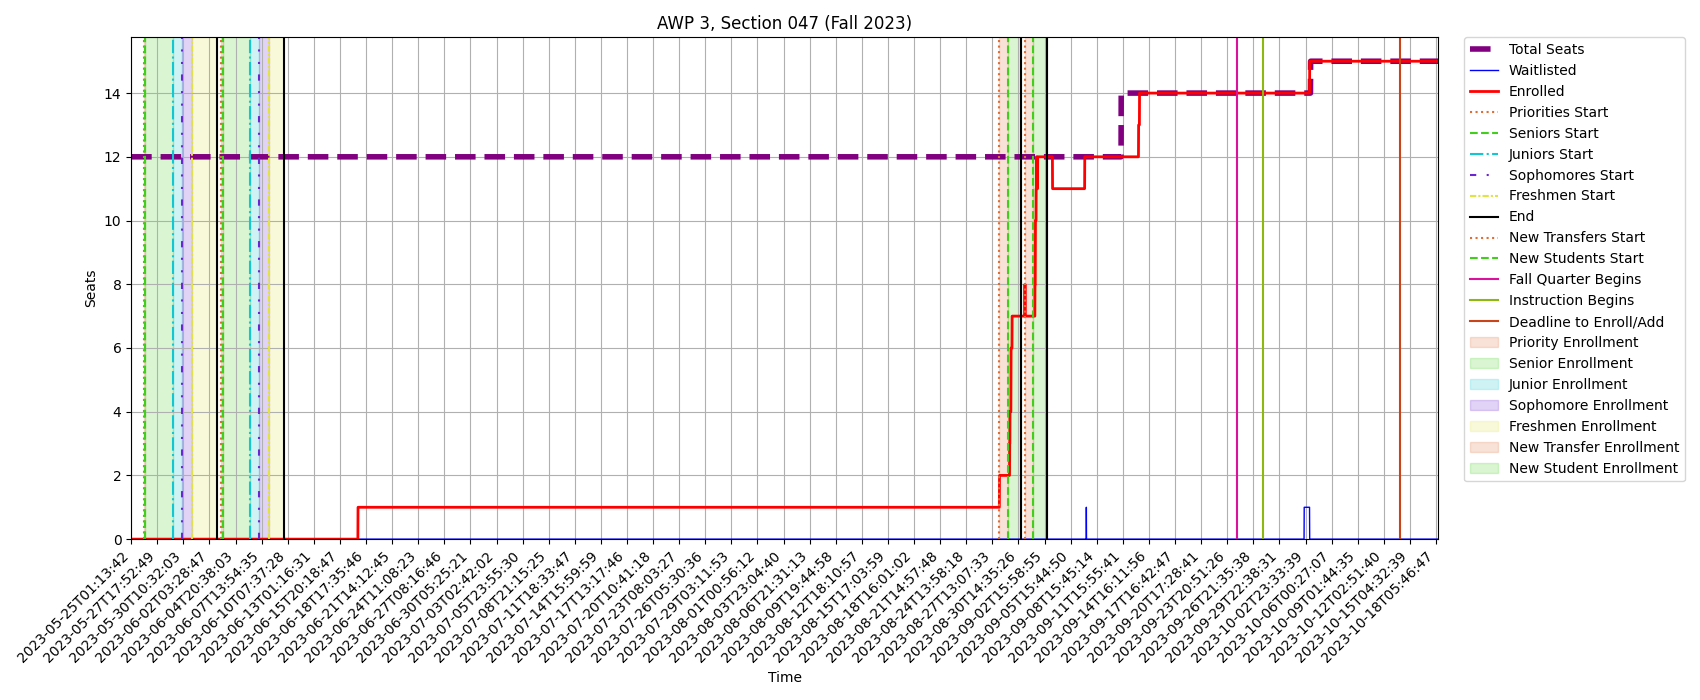 AWP 3, Section 047 (Fall 2023)
Seats
0
2
4
6
8
10
12
14
2023-05-25T01:13:42
2023-05-27T17:52:49
2023-05-30T10:32:03
2023-06-02T03:28:47
2023-06-04T20:38:03
2023-06-07T13:54:35
2023-06-10T07:37:28
2023-06-13T01:16:31
2023-06-15T20:18:47
2023-06-18T17:35:46
2023-06-21T14:12:45
2023-06-24T11:08:23
2023-06-27T08:16:46
2023-06-30T05:25:21
2023-07-03T02:42:02
2023-07-05T23:55:30
2023-07-08T21:15:25
2023-07-11T18:33:47
2023-07-14T15:59:59
2023-07-17T13:17:46
2023-07-20T10:41:18
2023-07-23T08:03:27
2023-07-26T05:30:36
2023-07-29T03:11:53
2023-08-01T00:56:12
2023-08-03T23:04:40
2023-08-06T21:31:13
2023-08-09T19:44:58
2023-08-12T18:10:57
2023-08-15T17:03:59
2023-08-18T16:01:02
2023-08-21T14:57:48
2023-08-24T13:58:18
2023-08-27T13:07:33
2023-08-30T14:35:26
2023-09-02T15:58:55
2023-09-05T15:44:50
2023-09-08T15:45:14
2023-09-11T15:55:41
2023-09-14T16:11:56
2023-09-17T16:42:47
2023-09-20T17:28:41
2023-09-23T20:51:26
2023-09-26T21:35:38
2023-09-29T22:38:31
2023-10-02T23:33:39
2023-10-06T00:27:07
2023-10-09T01:44:35
2023-10-12T02:51:40
2023-10-15T04:32:39
2023-10-18T05:46:47
Time
Total Seats
Waitlisted
Enrolled
Priorities Start
Seniors Start
Juniors Start
Sophomores Start
Freshmen Start
End
New Transfers Start
New Students Start
Fall Quarter Begins
Instruction Begins
Deadline to Enroll/Add
Priority Enrollment
Senior Enrollment
Junior Enrollment
Sophomore Enrollment
Freshmen Enrollment
New Transfer Enrollment
New Student Enrollment